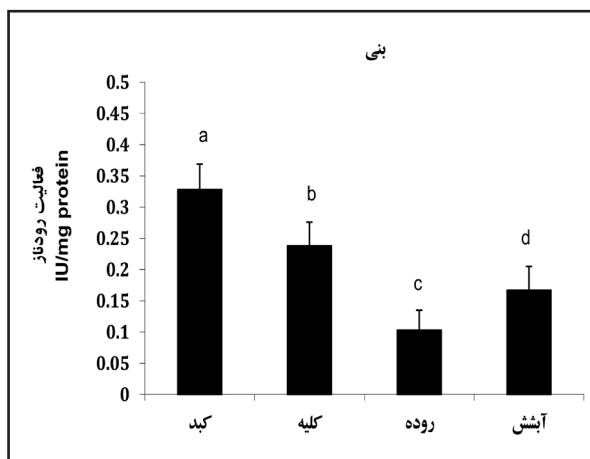 بنی
0.5
0.45
0.4
0.35
0.3
0.25
0.2
0.15
0.1
0.05
0
فعالیت رودناز
IU/mg protein
a
b
c
d
کبد
کلیه
روده
آبشش